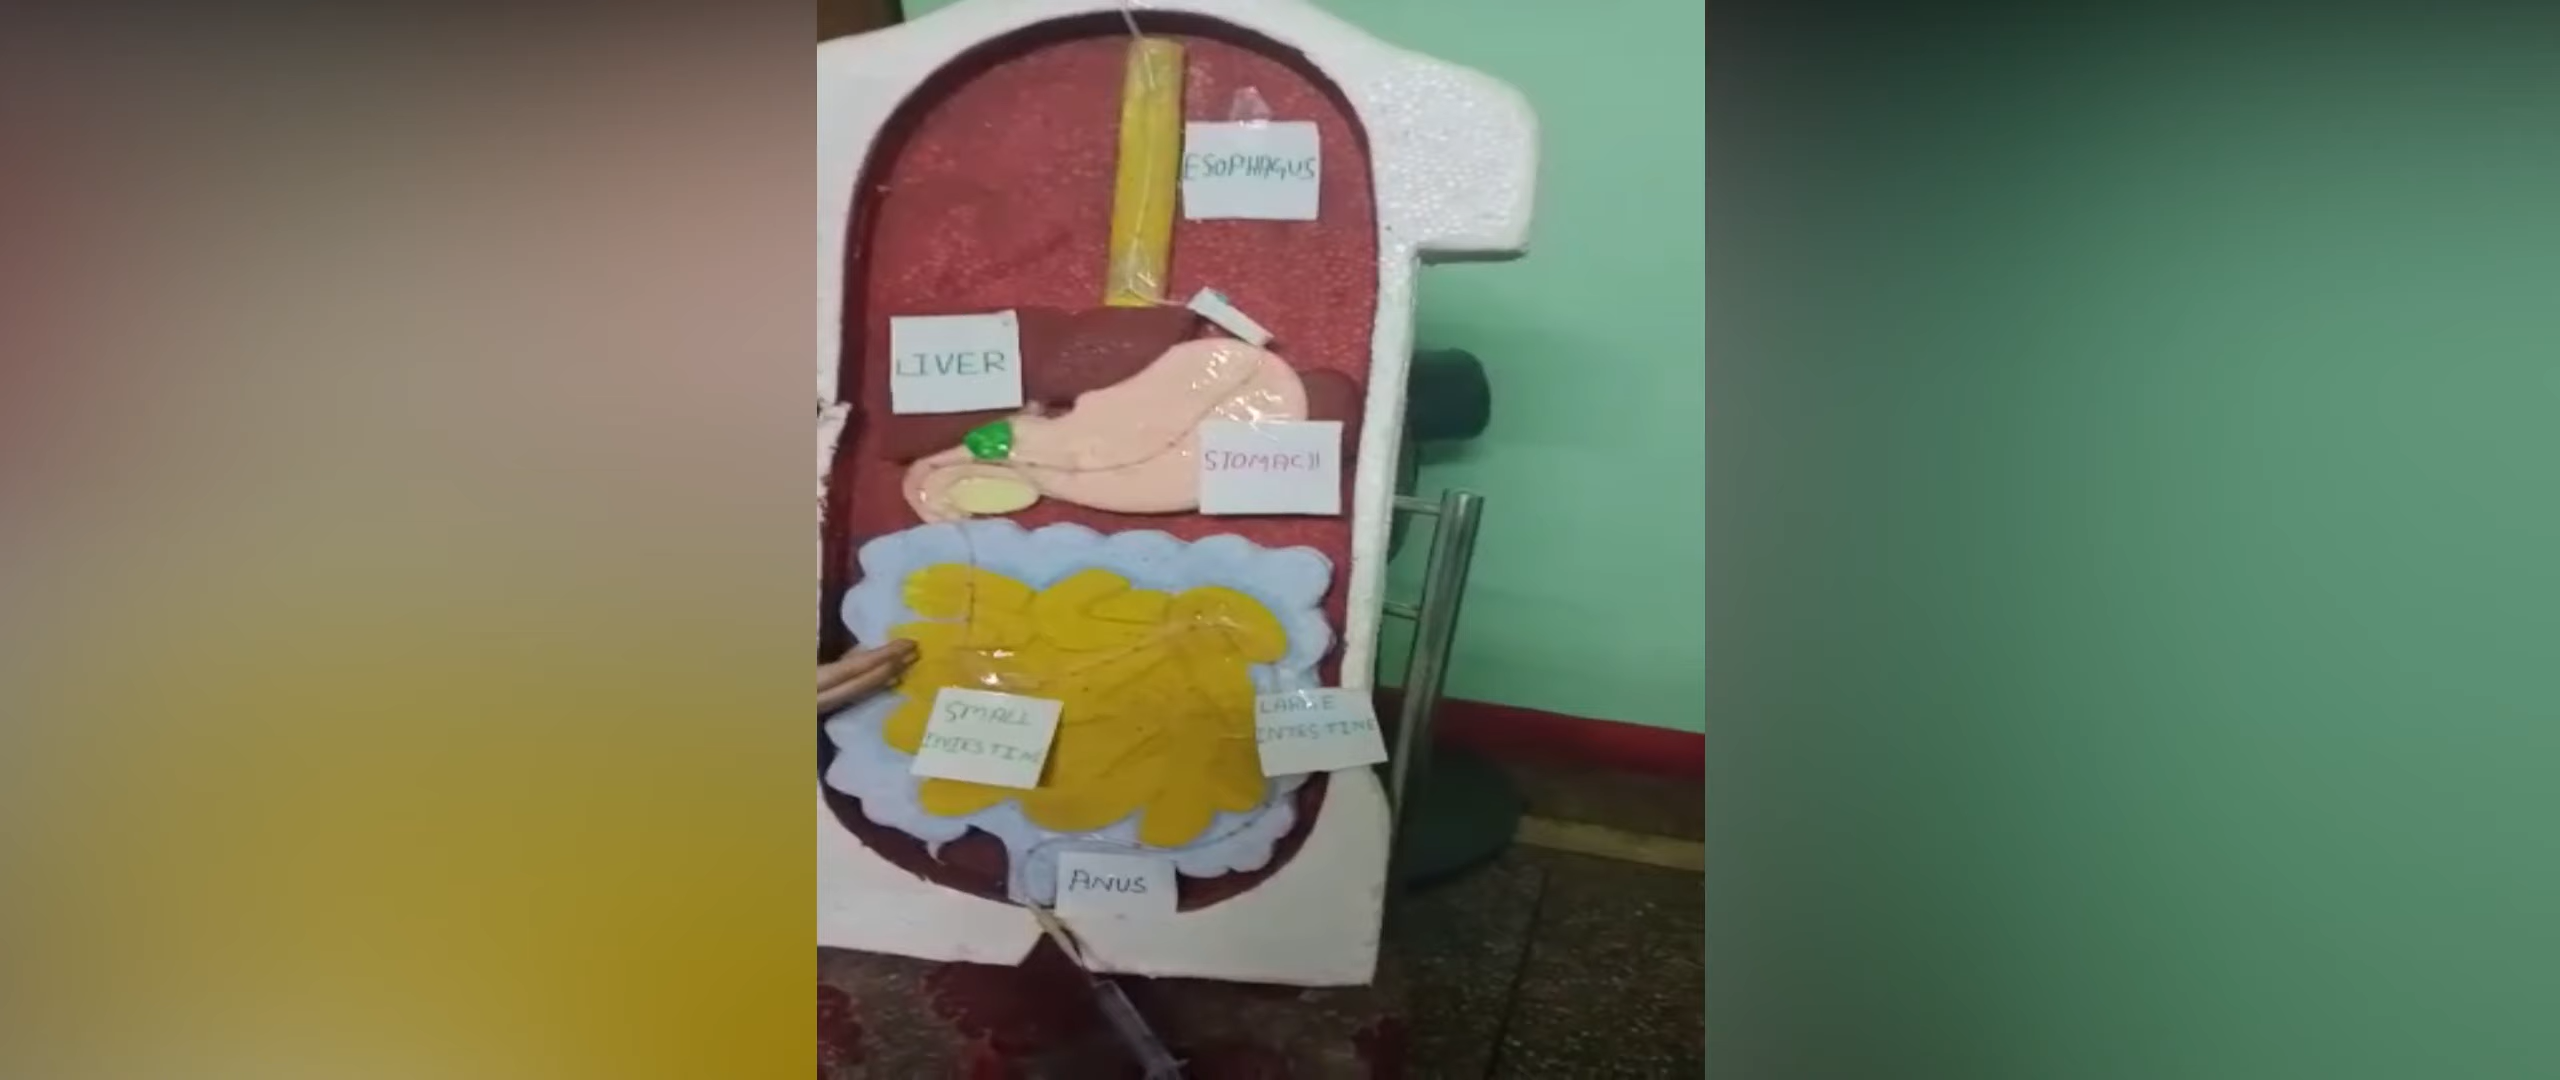 ESOPHAGUS
LIVER
STOMACH
SMALL
INTESTINE
LARGE
INTESTINE
ANUS